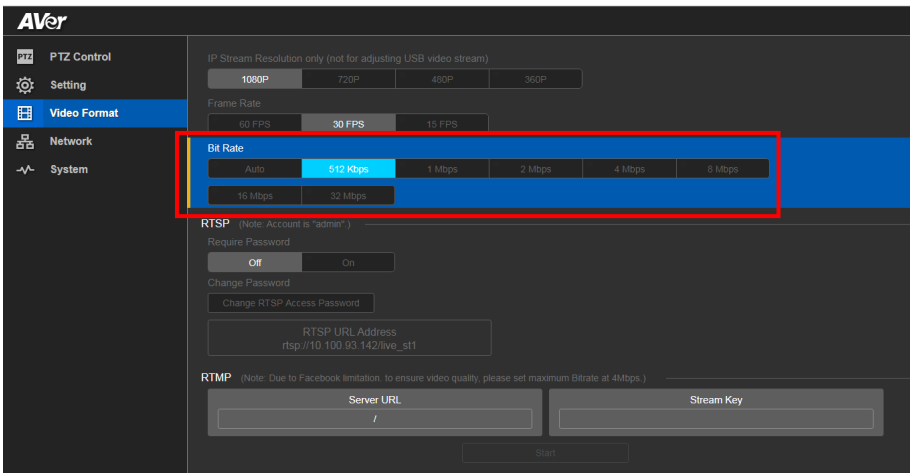 AVer
PTZ PTZ Control
Setting
Video Format
Network
System
IP Stream Resolution only (not for adjusting USB video stream)
1080P 720P 480P 360P
Frame Rate
60 FPS 30 FPS 15 FPS
Bit Rate
Auto 512 Kbps 1 Mbps 2 Mbps 4 Mbps 8 Mbps
16 Mbps 32 Mbps
RTSP (Note: Account is "admin".)
Require Password
Off On
Change Password
Change RTSP Access Password
RTSP URL Address
rtsp://10.100.93.142/live_st1
RTMP (Note: Due to Facebook limitation. to ensure video quality, please set maximum Bitrate at 4Mbps.)
Server URL Stream Key
/
Start